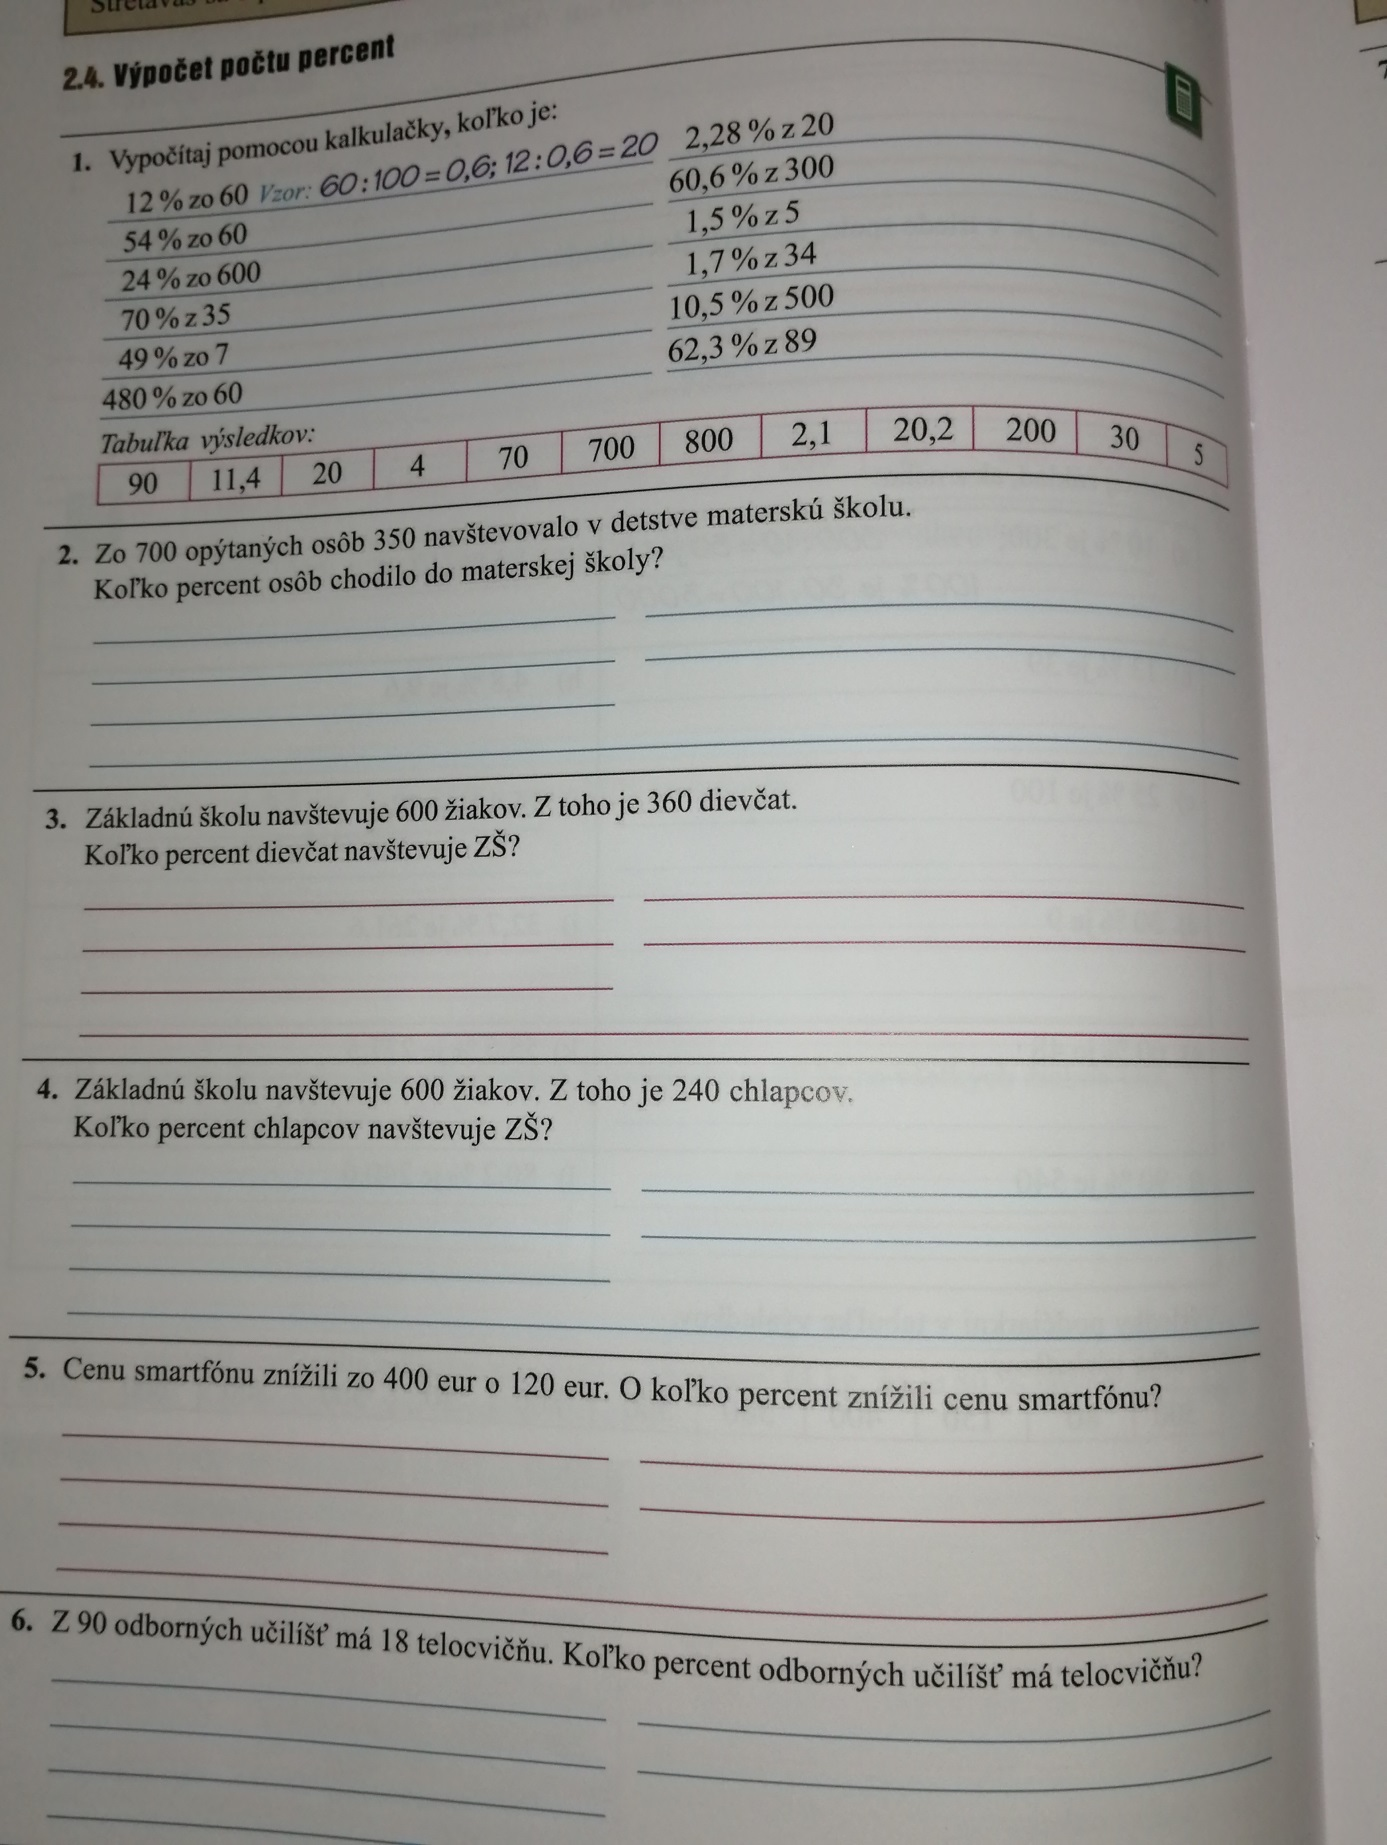 2.4. Výpočet počtu percent
1. Vypočítaj pomocou kalkulačky, koľko je:
12 % zo 60 Vzor: 60 : 100 = 0,6; 12 : 0,6 = 20
54 % zo 60
24 % zo 600
70 % z 35
49 % zo 7
480 % zo 60
2,28 % z 20
60,6 % z 300
1,5 % z 5
1,7 % z 34
10,5 % z 500
62,3 % z 89
Tabuľka výsledkov:
90 11,4 20 4 70 700 800 2,1 20,2 200 30 5
2. Zo 700 opýtaných osôb 350 navštevovalo v detstve materskú školu.
Koľko percent osôb chodilo do materskej školy?
3. Základnú školu navštevuje 600 žiakov. Z toho je 360 dievčat.
Koľko percent dievčat navštevuje ZŠ?
4. Základnú školu navštevuje 600 žiakov. Z toho je 240 chlapcov.
Koľko percent chlapcov navštevuje ZŠ?
5. Cenu smartfónu znížili zo 400 eur o 120 eur. O koľko percent znížili cenu smartfónu?
6. Z 90 odborných učilíšť má 18 telocvičňu. Koľko percent odborných učilíšť má telocvičňu?